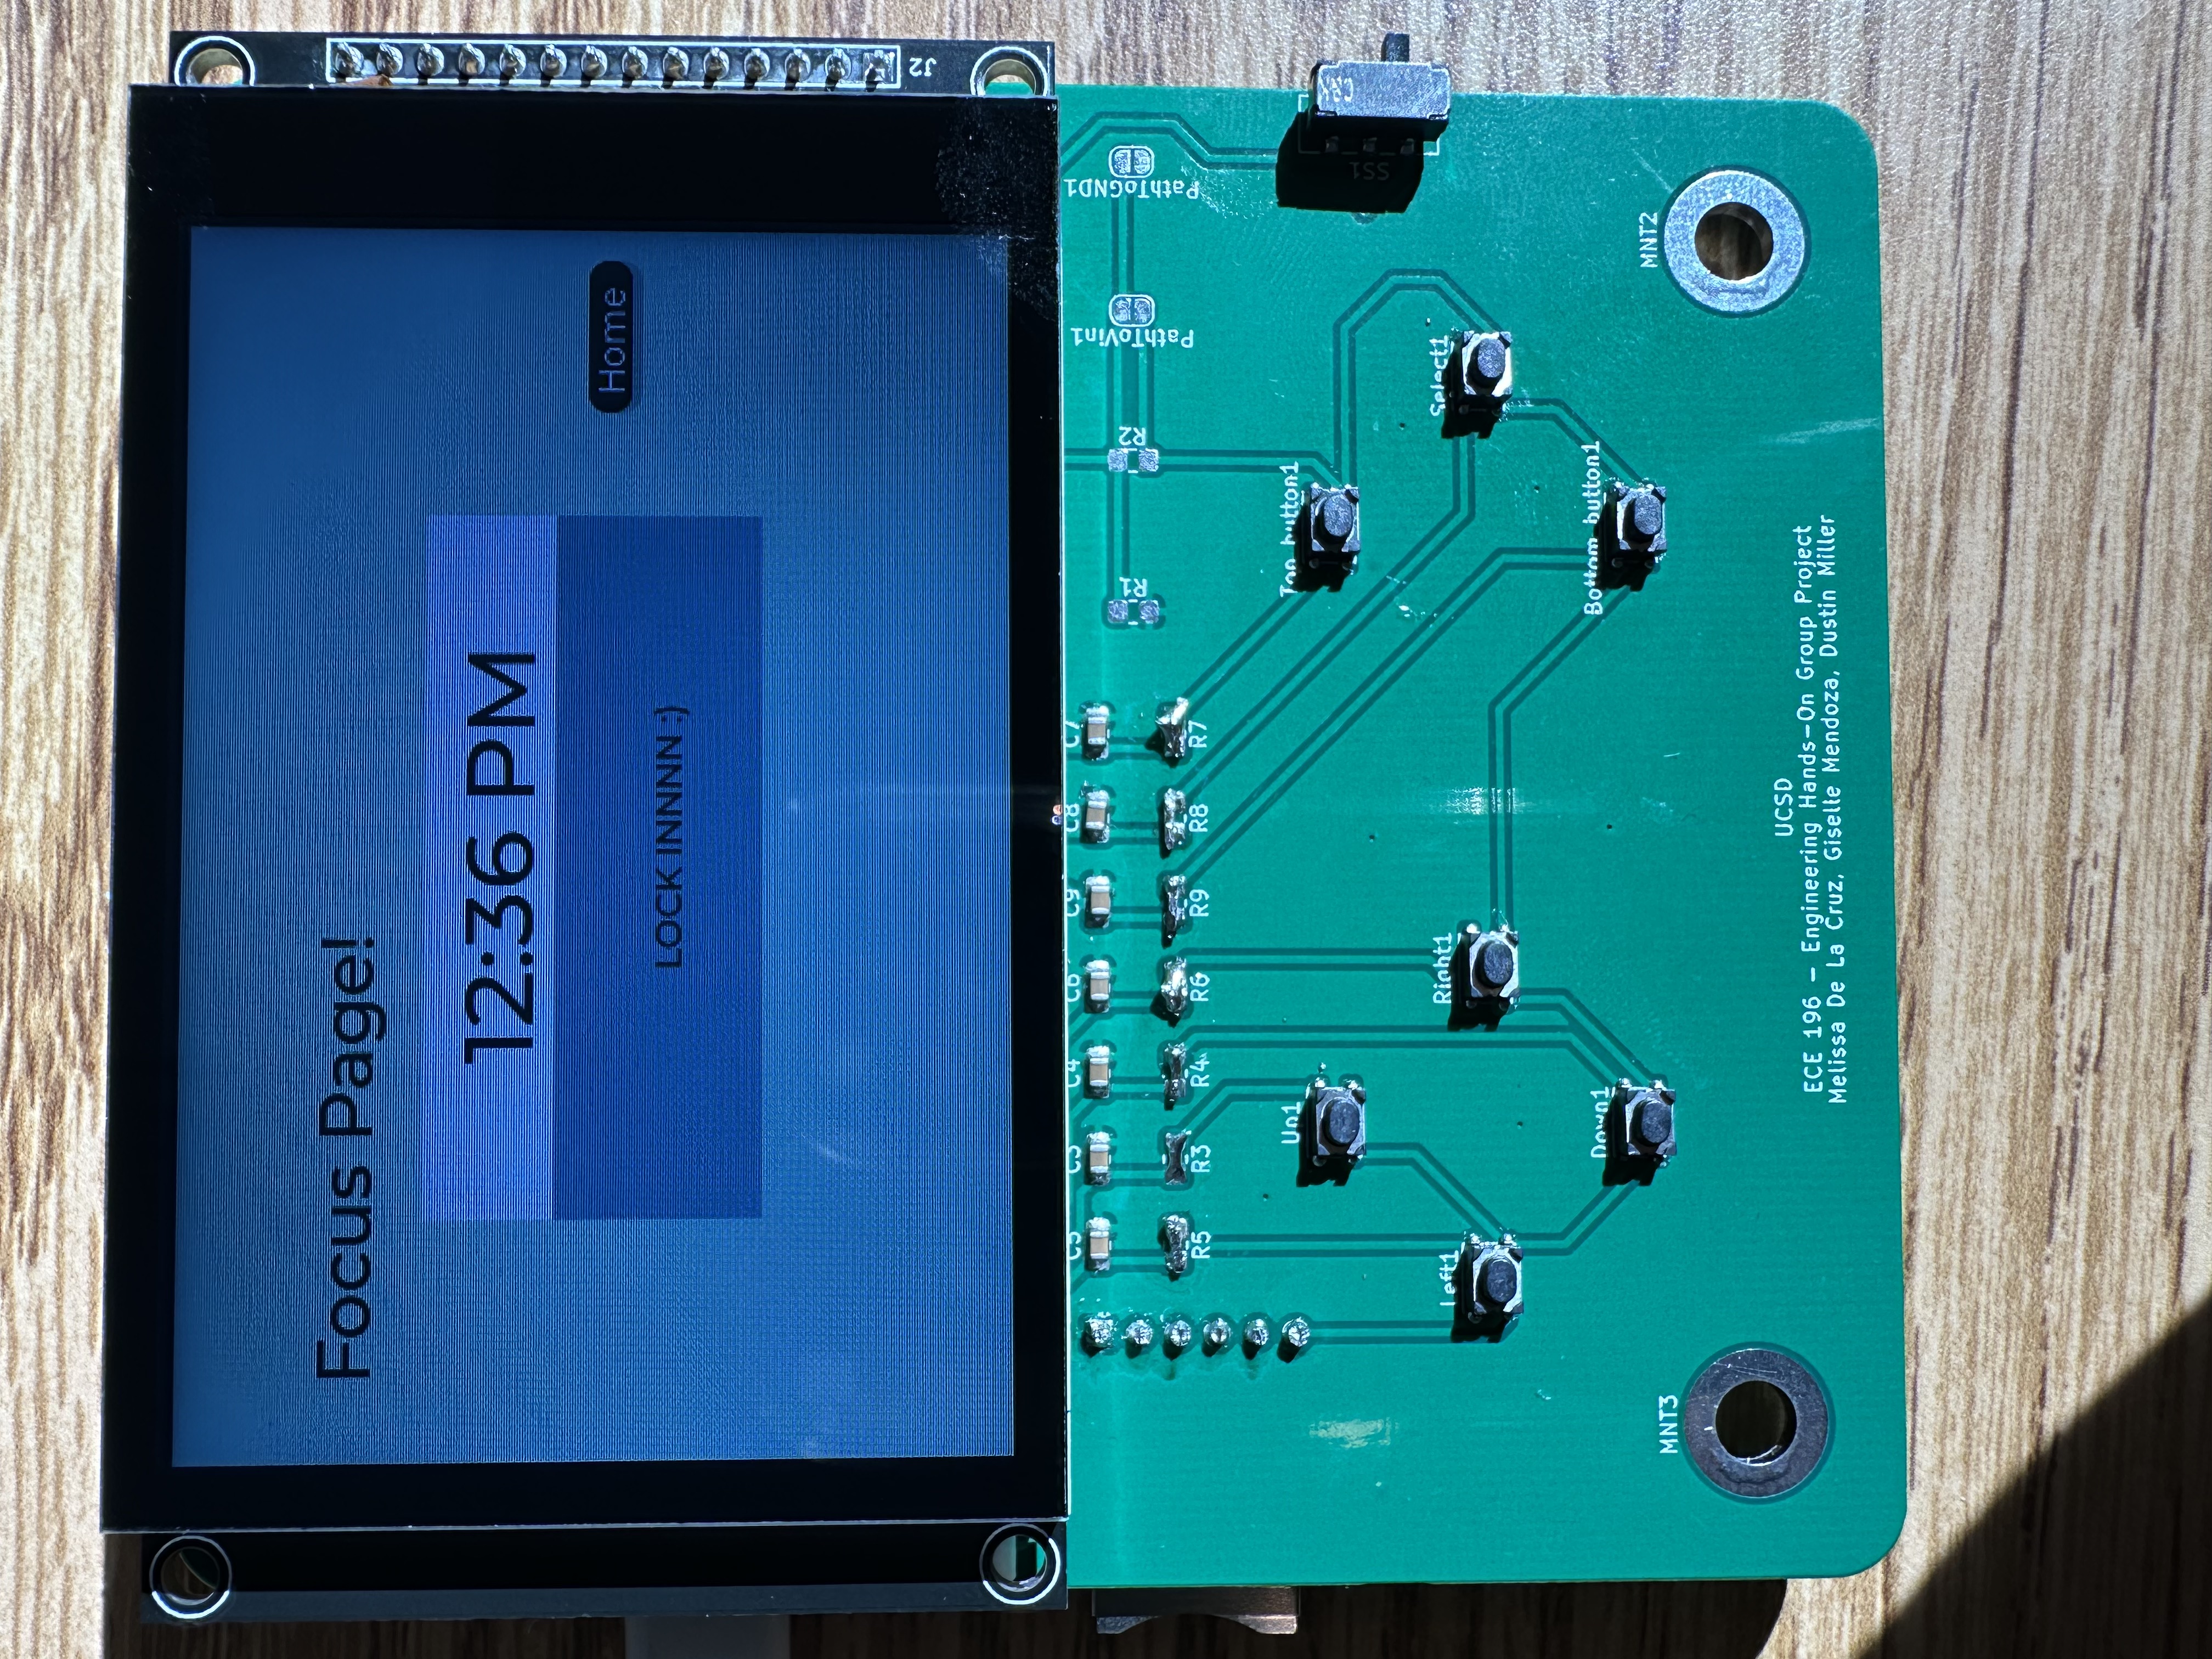 Focus Page!
12:36 PM
LOCK INNNN :)
Home
J2
C5 C3 C4 C6 C9 C8 C7
R1
R2
PathToVin1
PathToGND1
R5 R3 R4 R6 R9 R8 R7
Up1
Top_button1
SS1
Left1
Right1
Select1
Down1
Bottom_button1
MNT3
MNT2
UCSD
ECE 196 - Engineering Hands-On Group Project
Melissa De La Cruz, Giselle Mendoza, Dustin Miller